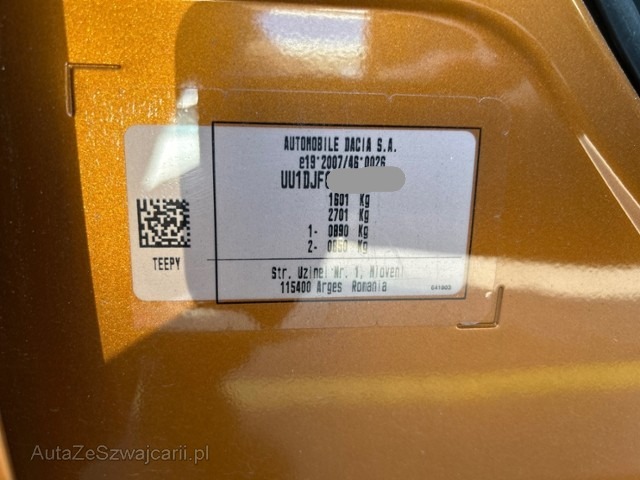 AUTOMOBILE DACIA S.A.
e19*2007/46*0026
UU1DJF
1601 Kg
2701 Kg
1- 0890 Kg
2- 0850 Kg
TEEPY
Str. Uzinei Nr. 1, Mioveni
115400 Arges Romania
AutaZeSzwajcarii.pl